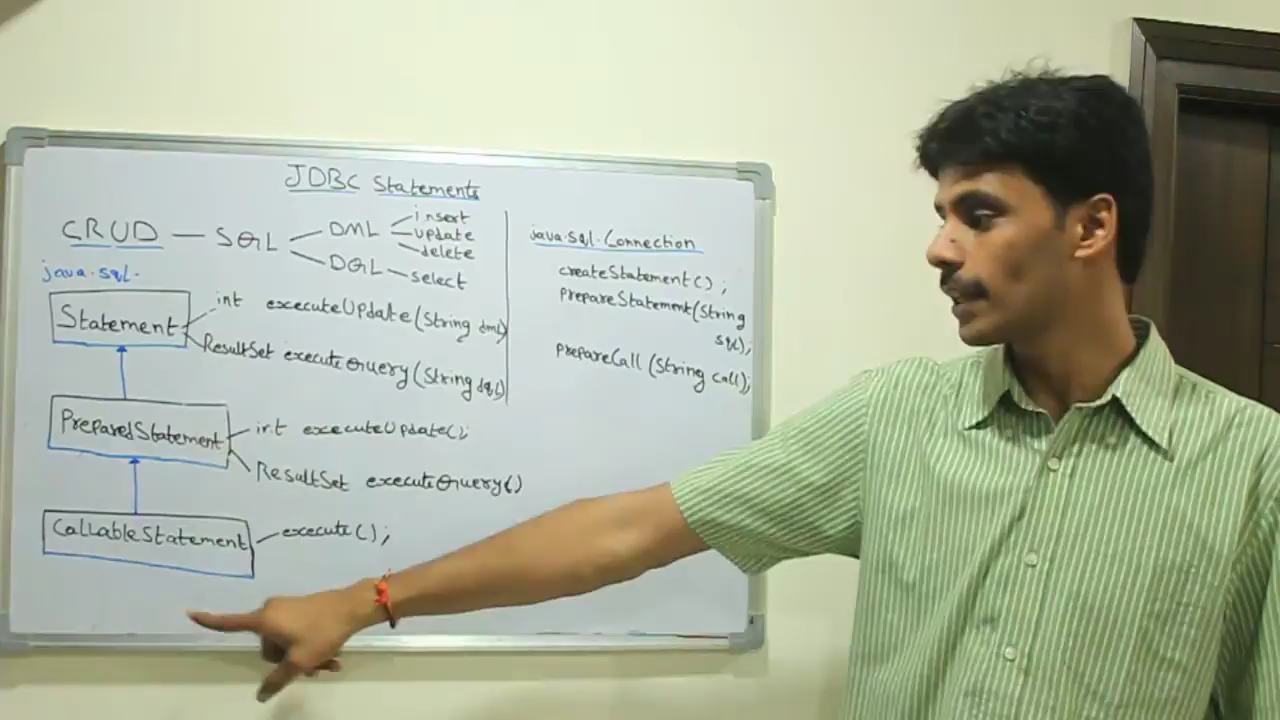 JDBC Statements
CRUD — SQL
DML
insert
update
delete
DQL
select
java.sql.
Statement
int executeUpdate(String dml)
ResultSet executeQuery(String dql)
PreparedStatement
int executeUpdate();
ResultSet executeQuery()
CallableStatement
execute();
java.sql.Connection
createStatement();
prepareStatement(String
sql);
prepareCall(String call);